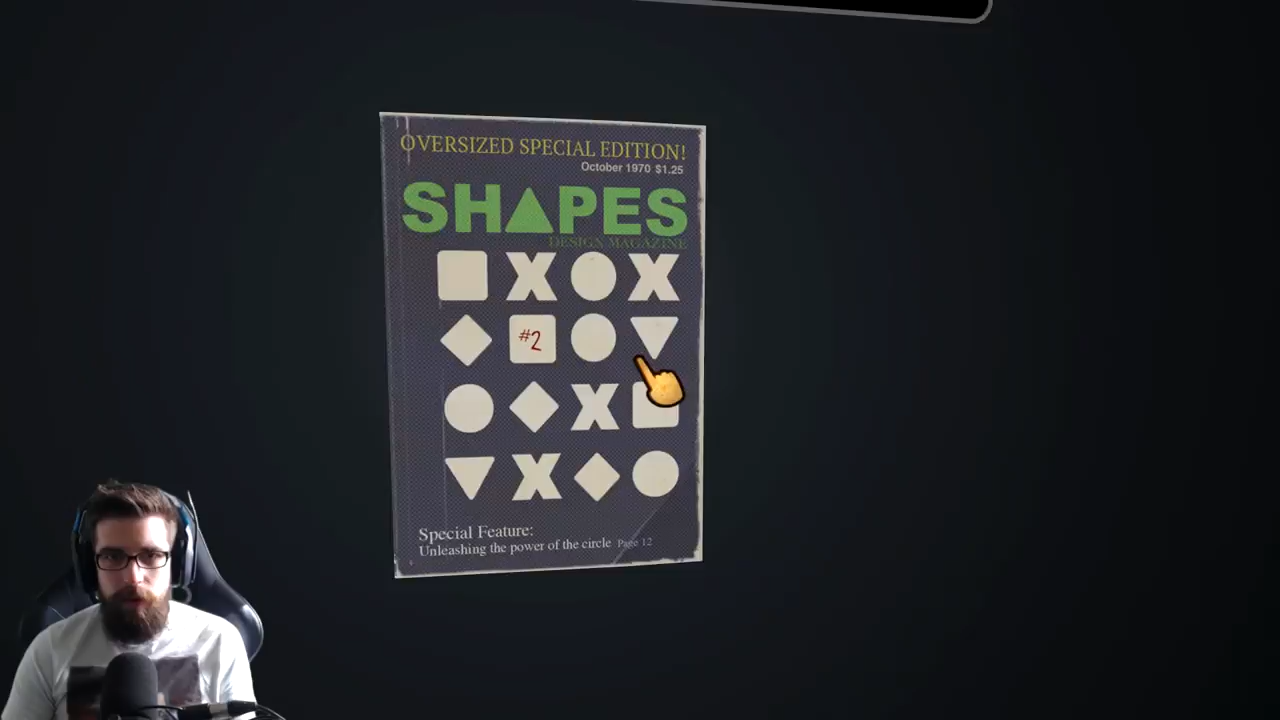 OVERSIZED SPECIAL EDITION!
October 1970 $1.25
SHAPES
DESIGN MAGAZINE
#2
Special Feature:
Unleashing the power of the circle Page 12